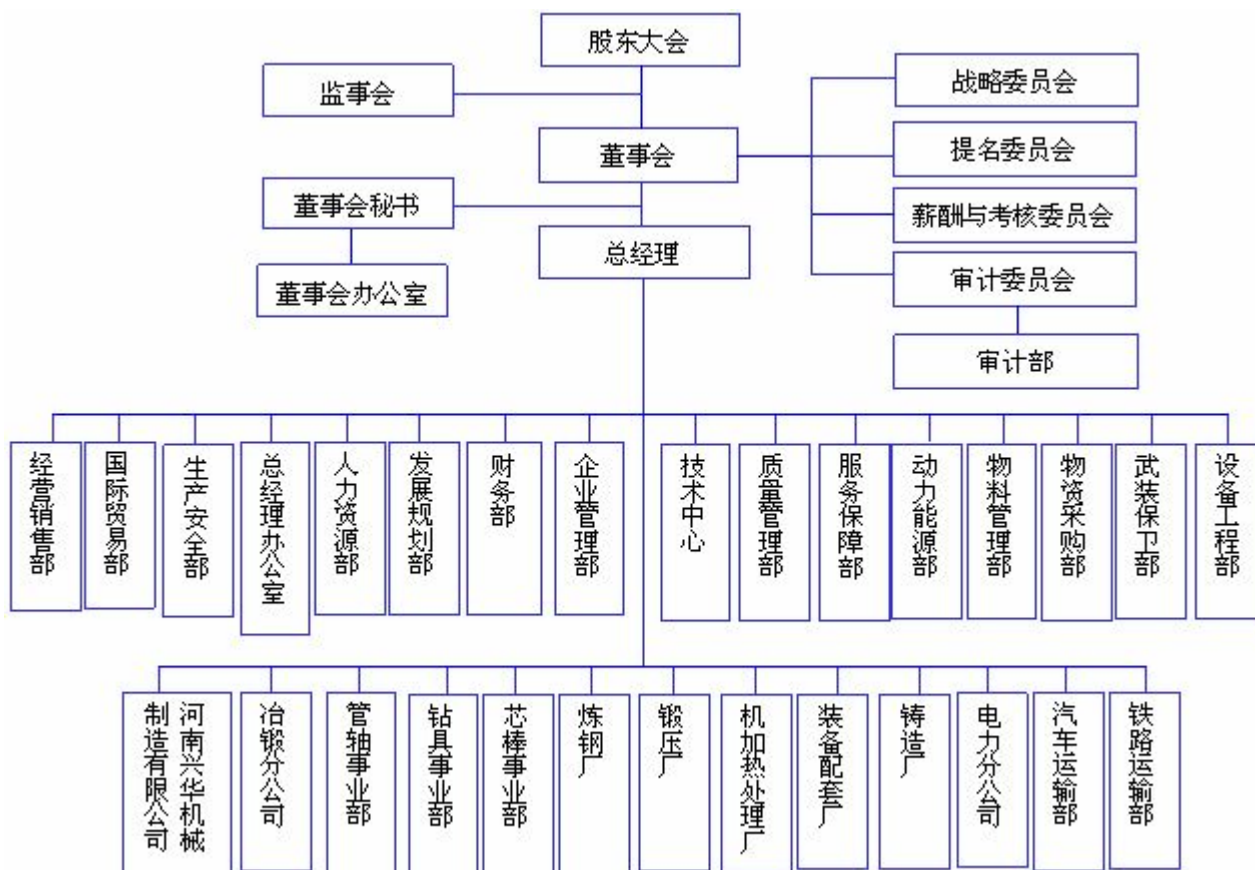 股东大会
监事会
战略委员会
董事会
提名委员会
董事会秘书
薪酬与考核委员会
总经理
审计委员会
董事会办公室
审计部
经营销售部
国际贸易部
生产安全部
总经理办公室
人力资源部
发展规划部
财务部
企业管理部
技术中心
质量管理部
服务保障部
动力能源部
物料管理部
物资采购部
武装保卫部
设备工程部
河南兴华机械
制造有限公司
冶锻分公司
管轴事业部
钻具事业部
芯棒事业部
炼钢厂
锻压厂
机加热处理厂
装备配套厂
铸造厂
电力分公司
汽车运输部
铁路运输部